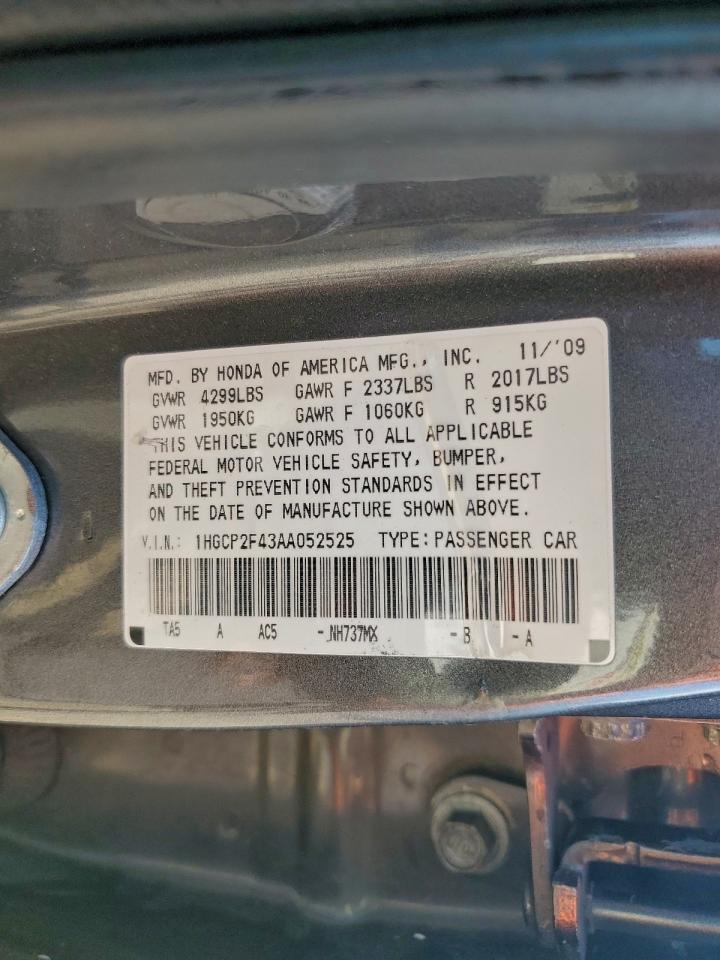 MFD. BY HONDA OF AMERICA MFG., INC. 11/'09
GVWR 4299LBS GAWR F 2337LBS R 2017LBS
GVWR 1950KG GAWR F 1060KG R 915KG
THIS VEHICLE CONFORMS TO ALL APPLICABLE
FEDERAL MOTOR VEHICLE SAFETY, BUMPER,
AND THEFT PREVENTION STANDARDS IN EFFECT
ON THE DATE OF MANUFACTURE SHOWN ABOVE.
V.I.N.: 1HGCP2F43AA052525 TYPE: PASSENGER CAR
TA5 A AC5 - NH737MX - B - A